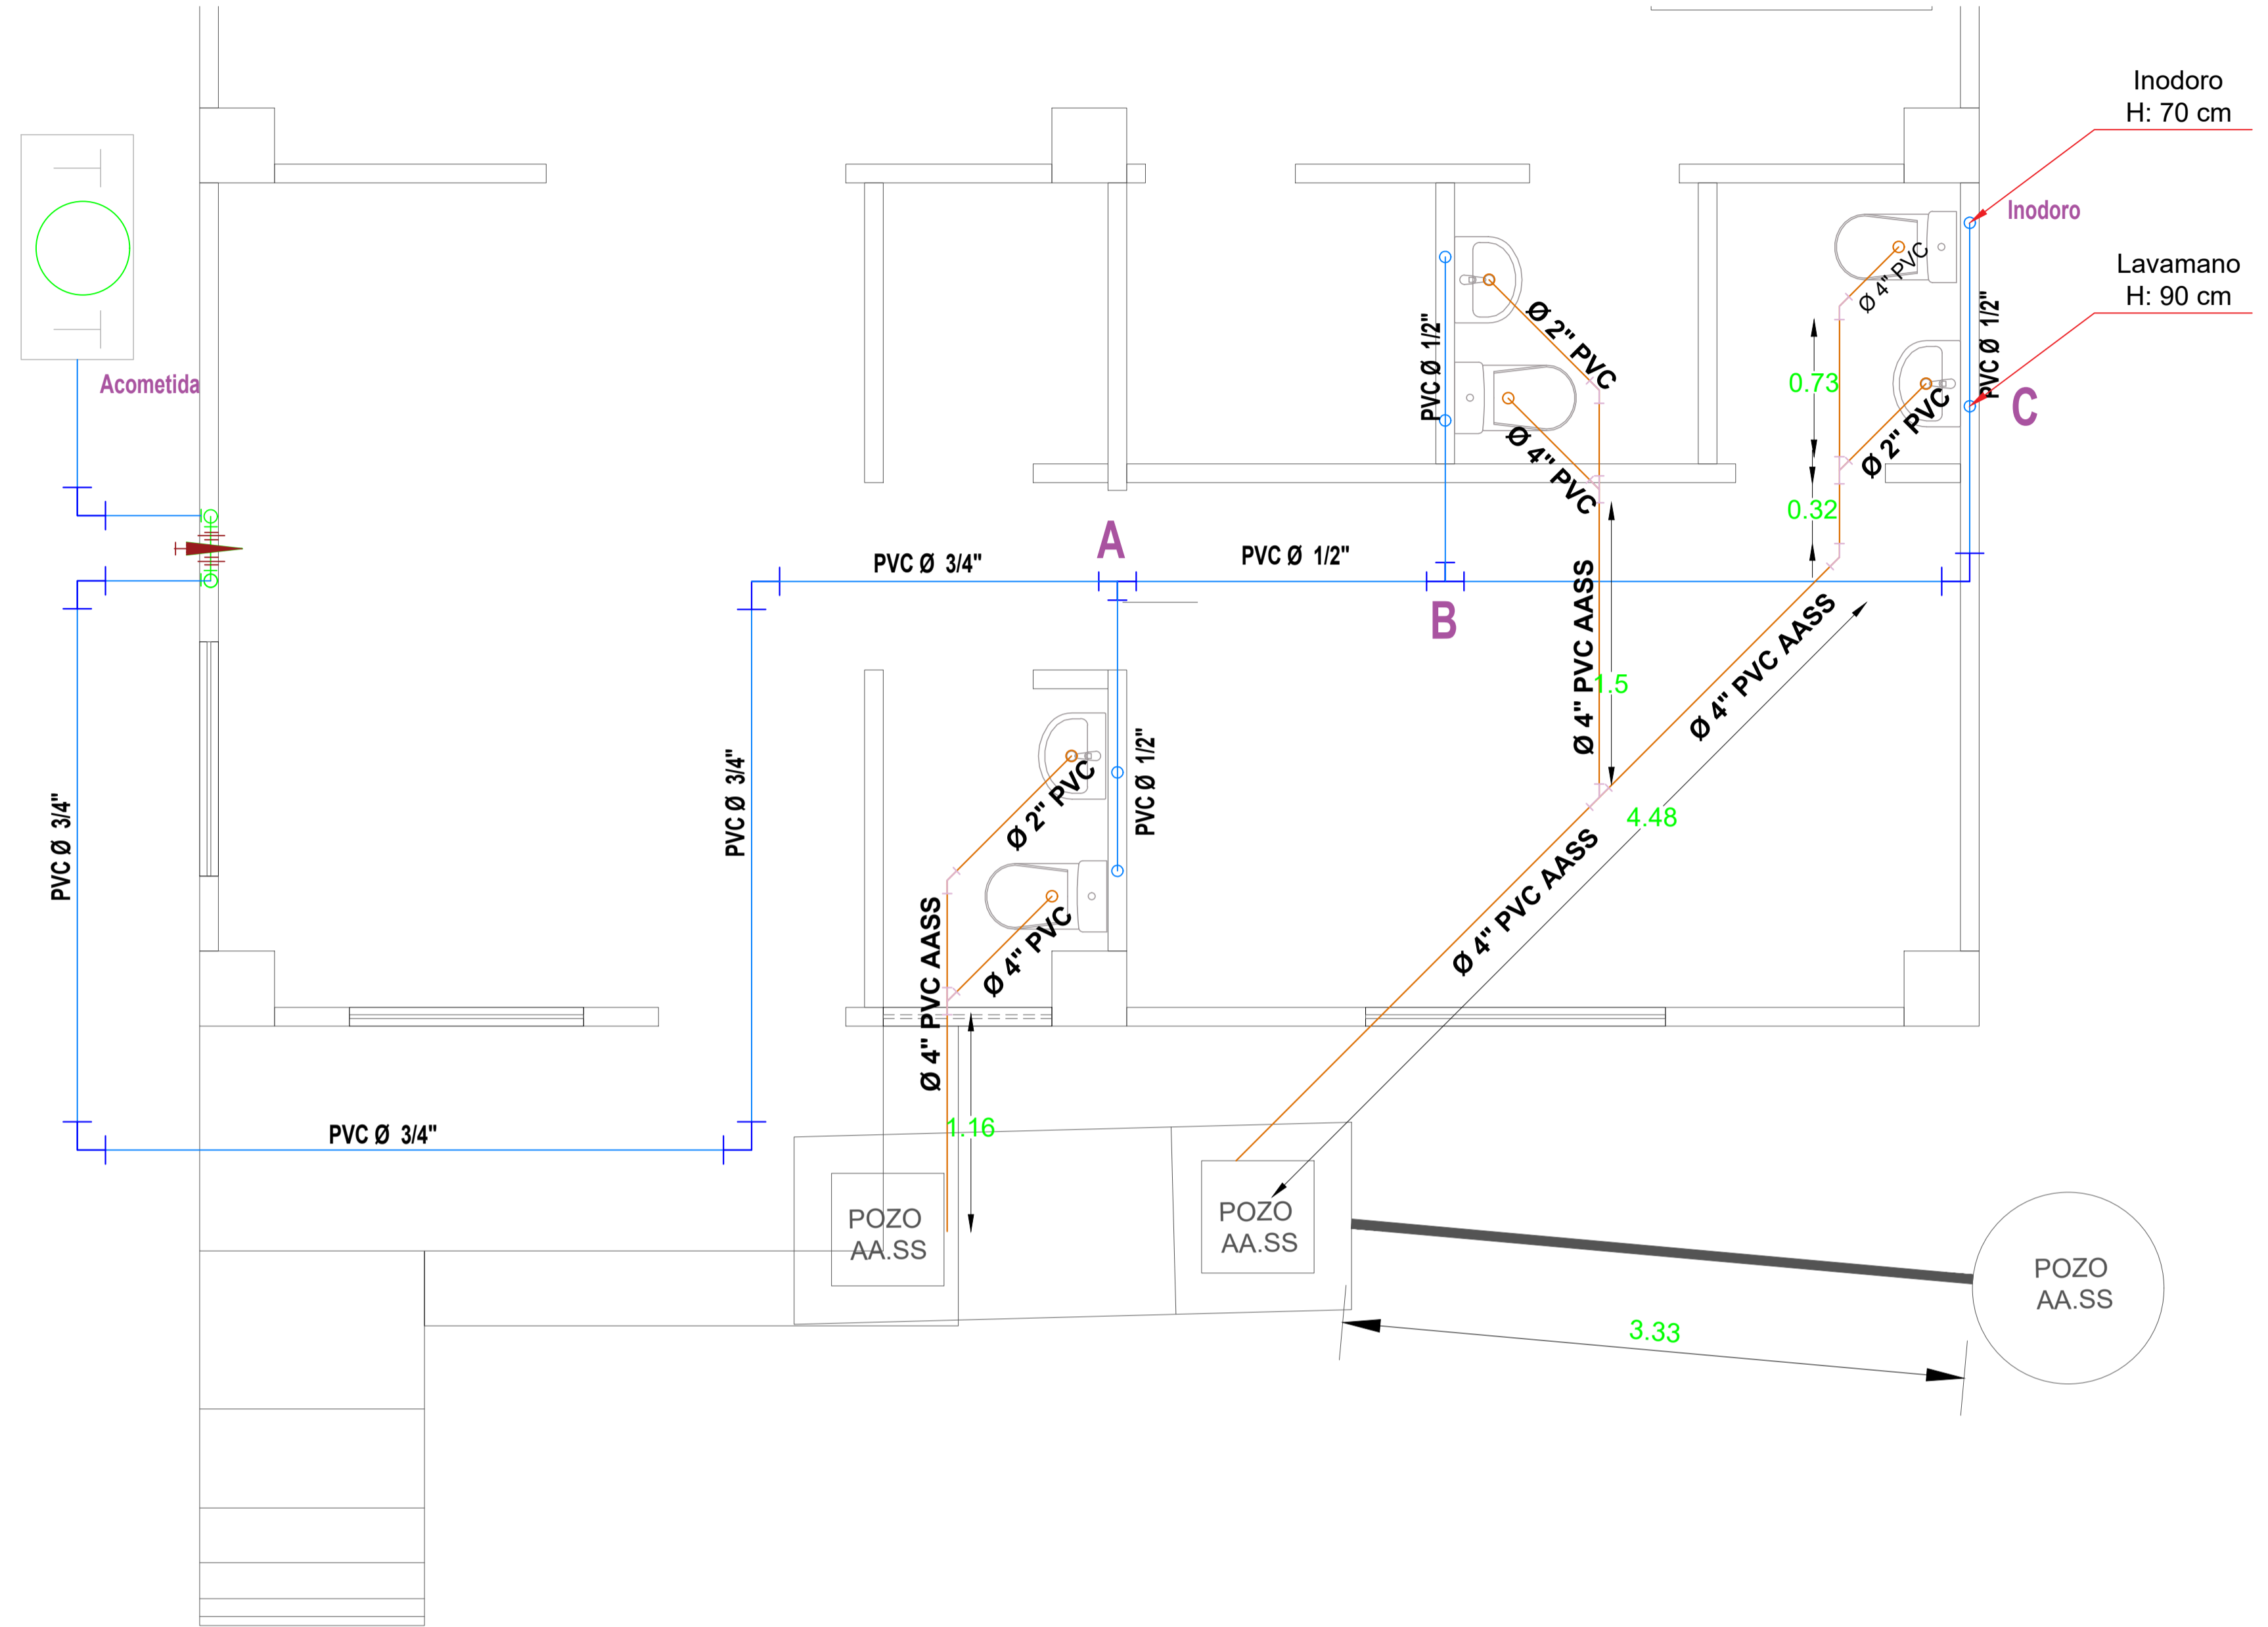 Inodoro
H: 70 cm
Inodoro
Lavamano
H: 90 cm
Ø 4" PVC
PVC Ø 1/2"
C
Acometida
Ø 2" PVC
PVC Ø 1/2"
0.73
Ø 2" PVC
Ø 4" PVC
0.32
A
PVC Ø 3/4"
PVC Ø 1/2"
B
Ø 4" PVC AASS
1.5
Ø 4" PVC AASS
PVC Ø 3/4"
PVC Ø 3/4"
Ø 2" PVC
PVC Ø 1/2"
4.48
Ø 4" PVC AASS
Ø 4" PVC AASS
Ø 4" PVC
1.16
PVC Ø 3/4"
POZO
AA.SS
POZO
AA.SS
POZO
AA.SS
3.33